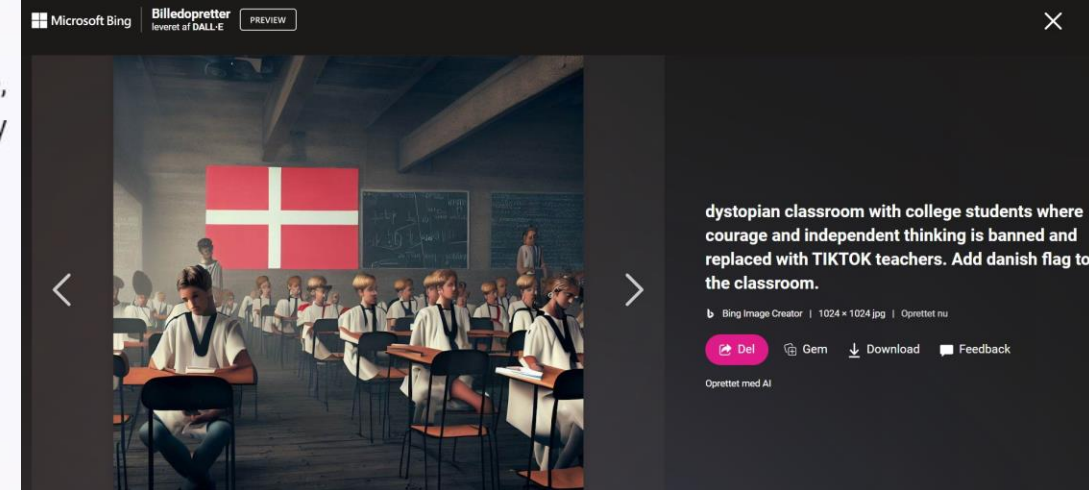 Microsoft Bing
Billedopretter
leveret af DALL·E
PREVIEW
dystopian classroom with college students where
courage and independent thinking is banned and
replaced with TIKTOK teachers. Add danish flag to
the classroom.
Bing Image Creator | 1024 × 1024 jpg | Oprettet nu
Del
Gem
Download
Feedback
Oprettet med AI